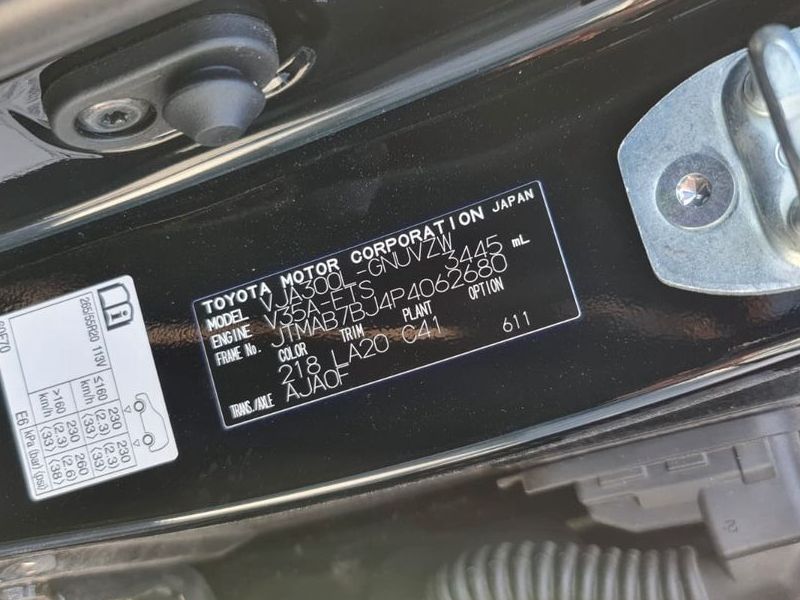 TOYOTA MOTOR CORPORATION JAPAN
MODEL VJA300L-GNUVZW
ENGINE V35A-FTS 3445 mL
FRAME No. JTMAB7BJ4P4062680
COLOR TRIM PLANT OPTION
218 LA20 C41 611
TRANS./AXLE AJA0F
265/55R20 113V
≤160 km/h 230 (2.3) ⟨33⟩ 230 (2.3) ⟨33⟩
>160 km/h 230 (2.3) ⟨33⟩ 260 (2.6) ⟨38⟩
E6 kPa (bar) ⟨psi⟩